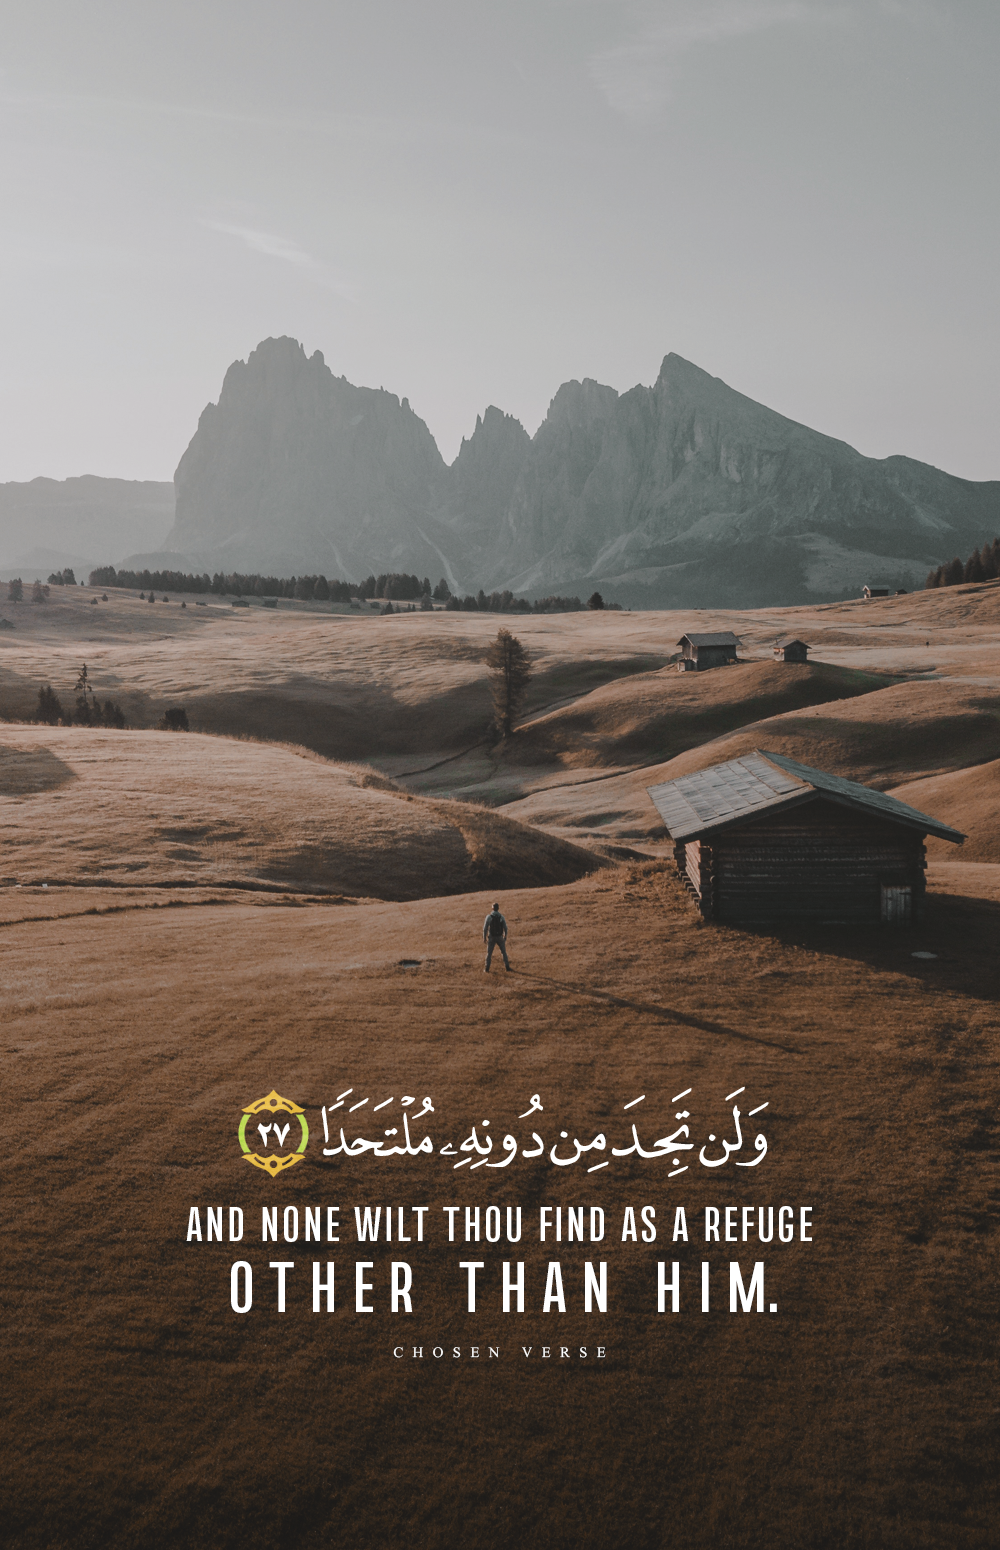 وَلَن تَجِدَ مِن دُونِهِۦ مُلْتَحَدًا ٢٧
AND NONE WILT THOU FIND AS A REFUGE
OTHER THAN HIM.
CHOSEN VERSE